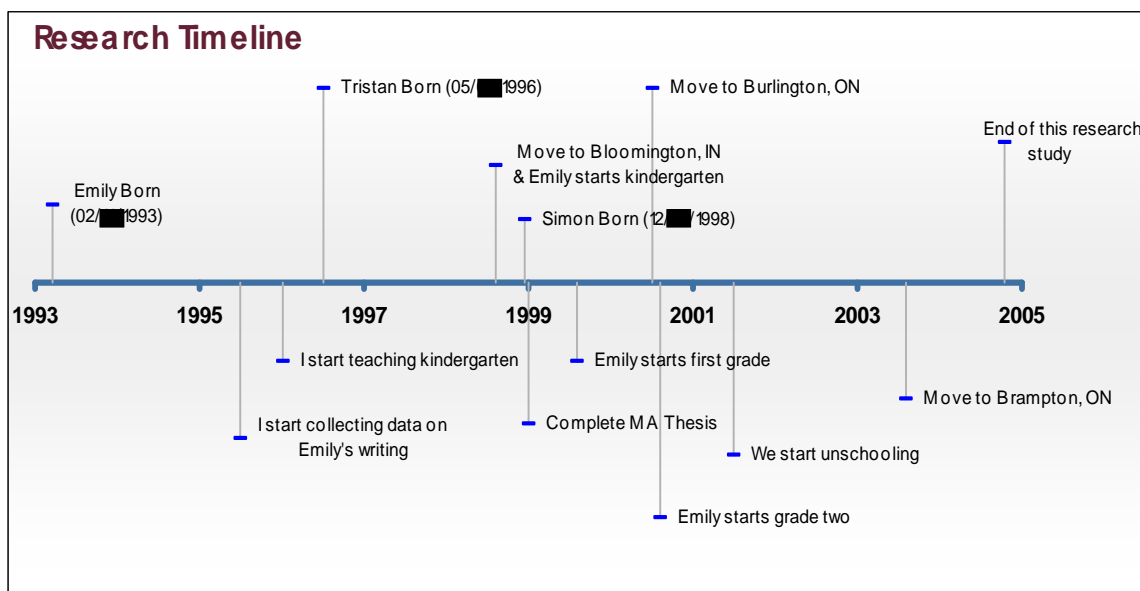 Research Timeline
Tristan Born (05/ 1996)
Move to Burlington, ON
End of this research
study
Move to Bloomington, IN
& Emily starts kindergarten
Emily Born
(02/ /1993)
Simon Born (12/ /1998)
1993 1995 1997 1999 2001 2003 2005
I start teaching kindergarten
Emily starts first grade
Move to Brampton, ON
I start collecting data on
Emily's writing
Complete MA Thesis
We start unschooling
Emily starts grade two